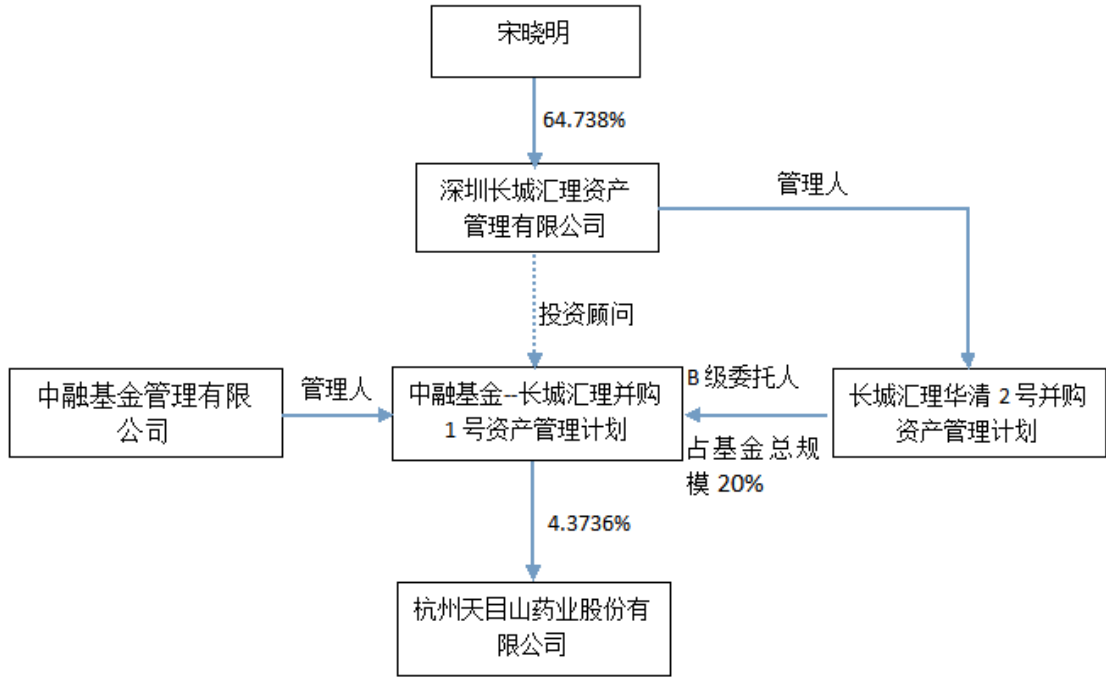 宋晓明
64.738%
深圳长城汇理资产
管理有限公司
管理人
投资顾问
中融基金管理有限
公司
管理人
中融基金--长城汇理并购
1号资产管理计划
B级委托人
占基金总规
模20%
长城汇理华清2号并购
资产管理计划
4.3736%
杭州天目山药业股份有
限公司